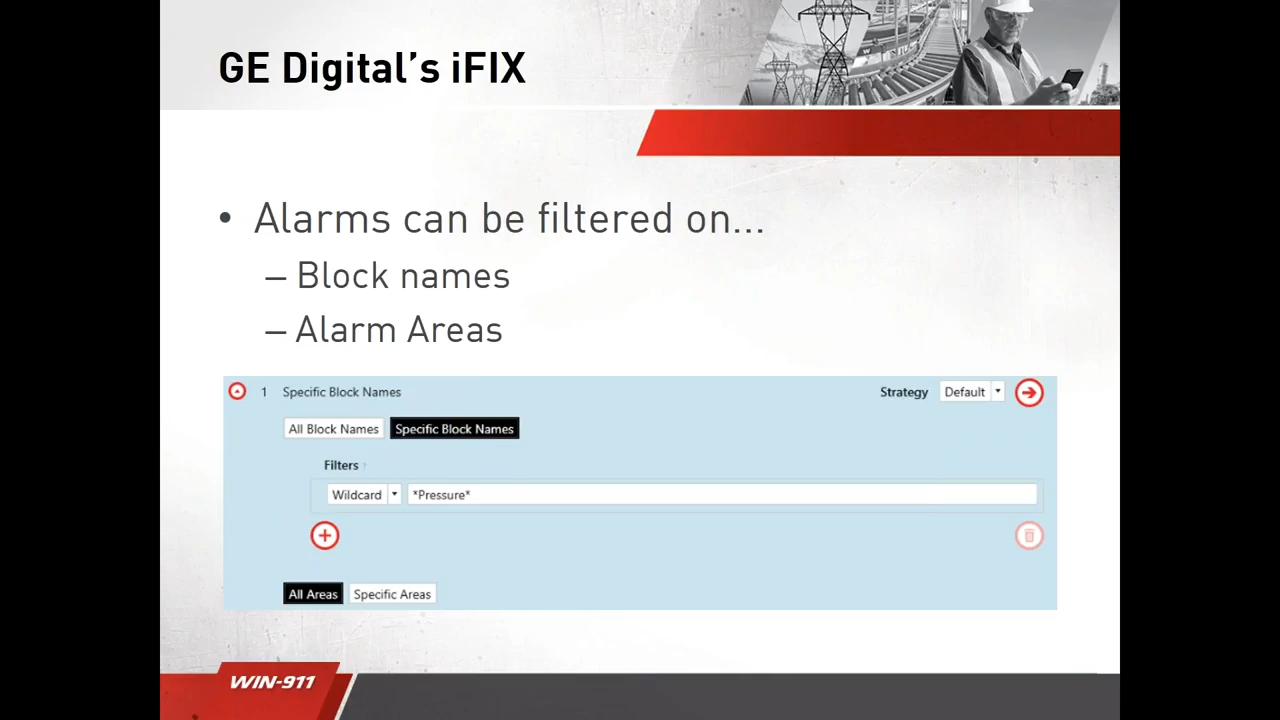 GE Digital’s iFIX
• Alarms can be filtered on...
– Block names
– Alarm Areas
1 Specific Block Names Strategy Default
All Block Names Specific Block Names
Filters ↑
Wildcard *Pressure*
All Areas Specific Areas
WIN-911